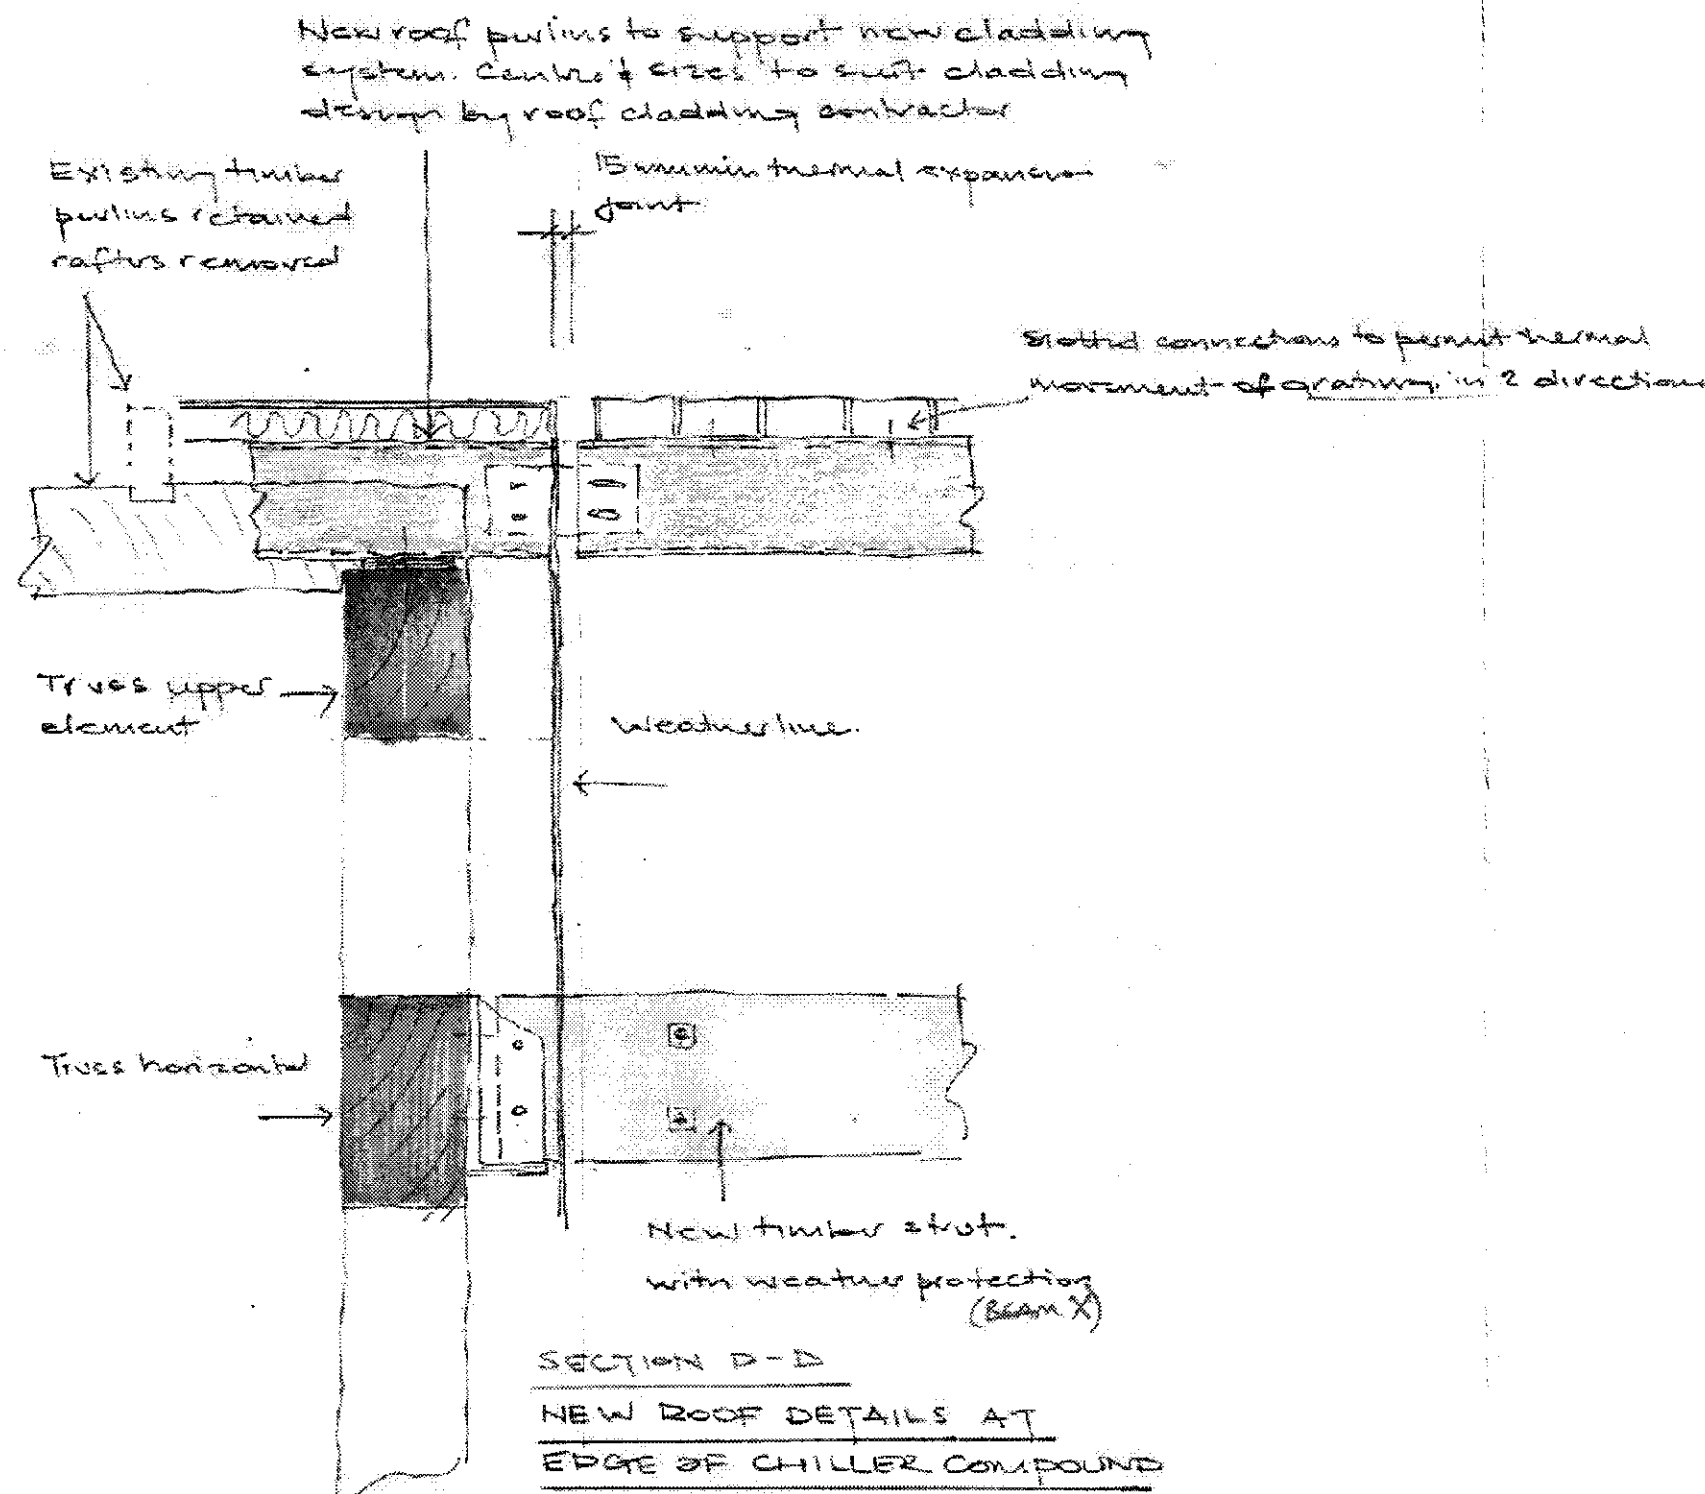 New roof purlins to support new cladding
system. Centres & sizes to suit cladding
design by roof cladding contractor
Existing timber
purlins retained
rafters removed
15mm min thermal expansion
joint
Slotted connections to permit thermal
movement of grating in 2 directions
Truss upper
element
Weatherline.
Truss horizontal
New timber strut.
with weather protection
(BEAM X)
SECTION D-D
NEW ROOF DETAILS AT
EDGE OF CHILLER COMPOUND